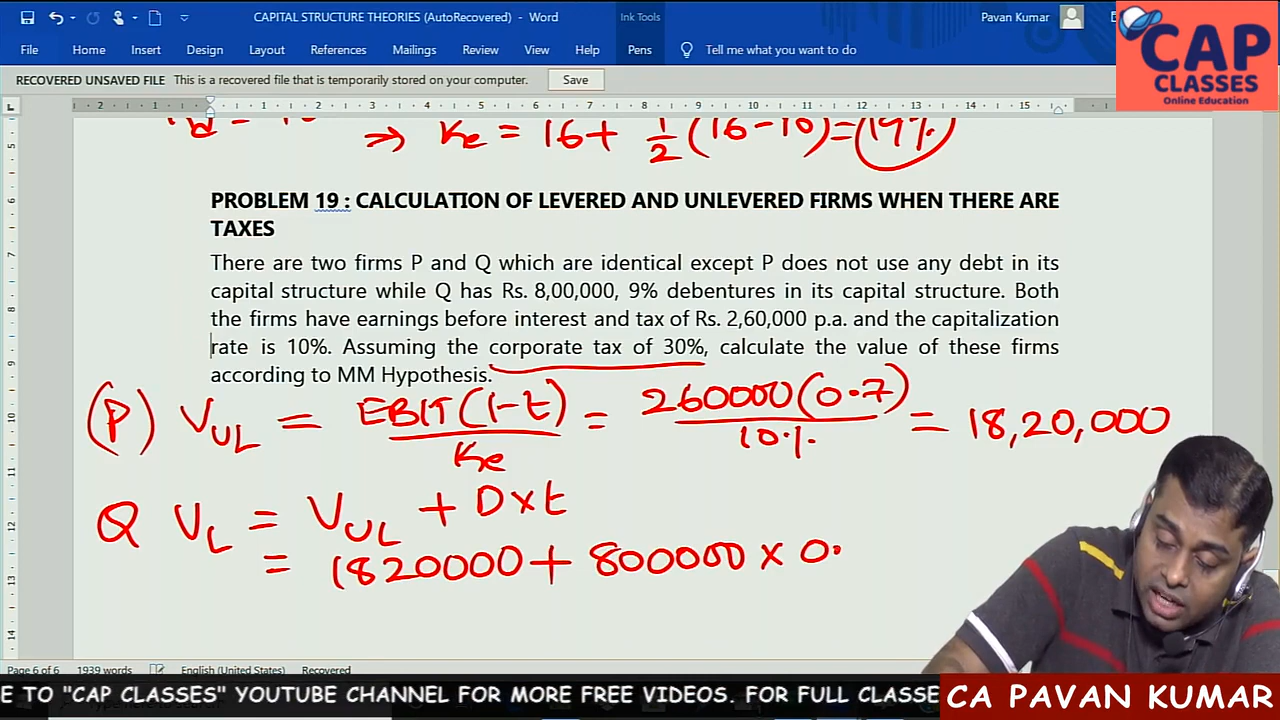 CAPITAL STRUCTURE THEORIES (AutoRecovered) - Word
Ink Tools
Pavan Kumar
File Home Insert Design Layout References Mailings Review View Help Pens Tell me what you want to do
RECOVERED UNSAVED FILE This is a recovered file that is temporarily stored on your computer. Save
CAP
CLASSES
Online Education
⇒ Ke = 16 + 1/2 (16-10) = 19%
PROBLEM 19 : CALCULATION OF LEVERED AND UNLEVERED FIRMS WHEN THERE ARE
TAXES
There are two firms P and Q which are identical except P does not use any debt in its
capital structure while Q has Rs. 8,00,000, 9% debentures in its capital structure. Both
the firms have earnings before interest and tax of Rs. 2,60,000 p.a. and the capitalization
rate is 10%. Assuming the corporate tax of 30%, calculate the value of these firms
according to MM Hypothesis.
(P) VUL = EBIT(1-t)/Ke = 260000(0.7)/10% = 18,20,000
Q VL = VUL + D×t
= 1820000 + 800000 × 0.
Page 6 of 6 1939 words English (United States) Recovered
E TO "CAP CLASSES" YOUTUBE CHANNEL FOR MORE FREE VIDEOS. FOR FULL CLASSE
CA PAVAN KUMAR